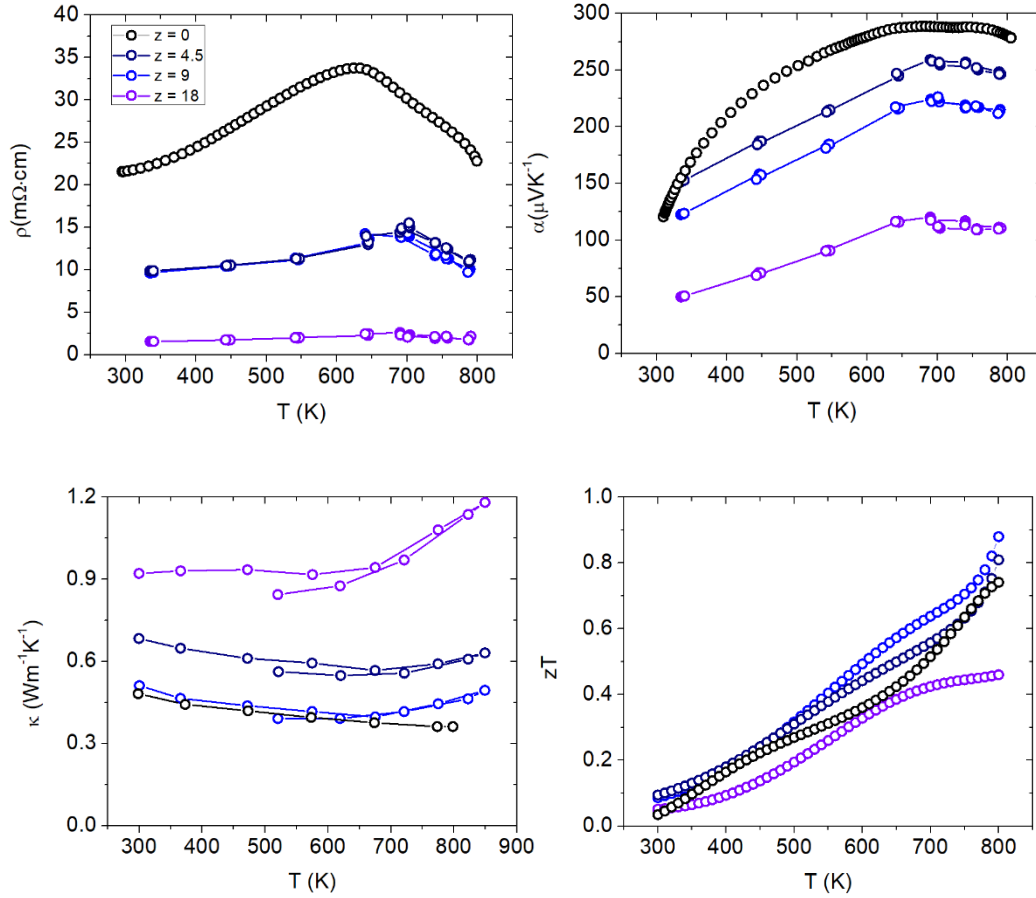 ρ(mΩ·cm)
40
35
30
25
20
15
10
5
0
z = 0
z = 4.5
z = 9
z = 18
300 400 500 600 700 800
T (K)
α(μVK⁻¹)
300
250
200
150
100
50
0
300 400 500 600 700 800
T (K)
κ (Wm⁻¹K⁻¹)
1.2
0.9
0.6
0.3
0.0
300 400 500 600 700 800 900
T (K)
zT
1.0
0.8
0.6
0.4
0.2
0.0
300 400 500 600 700 800
T (K)